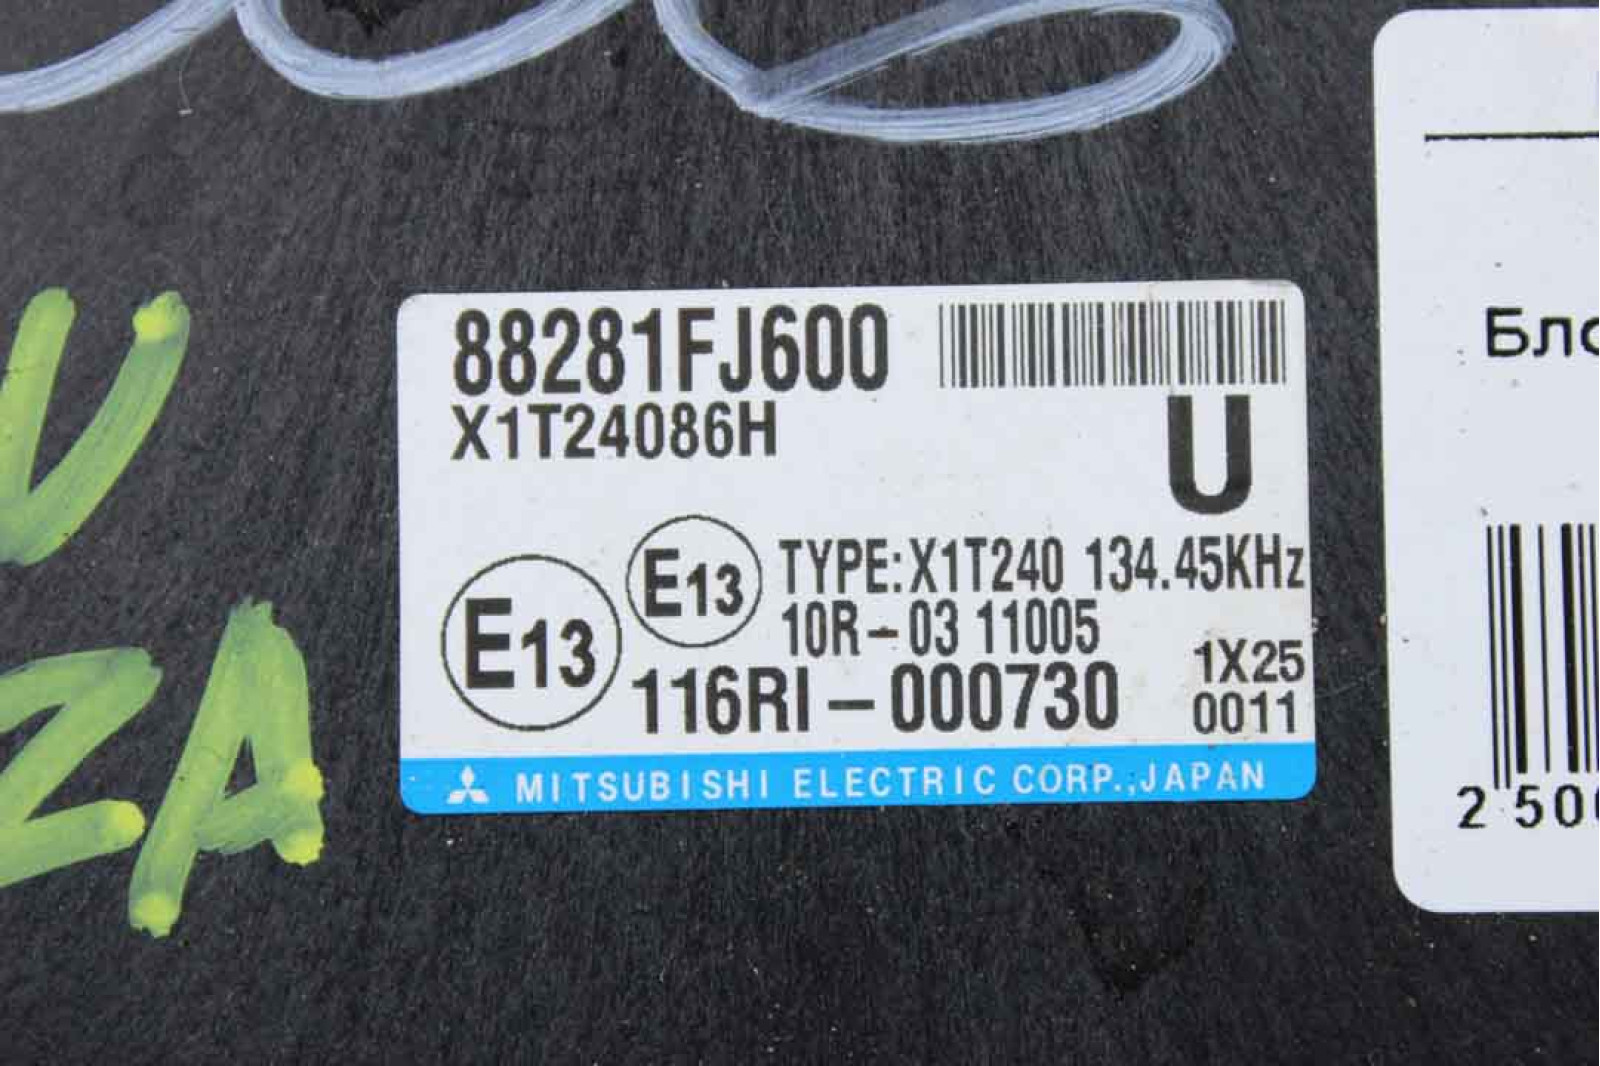 88281FJ600
X1T24086H
U
E13
E13
TYPE:X1T240 134.45KHz
10R-03 11005
116RI-000730
1X25
0011
MITSUBISHI ELECTRIC CORP.,JAPAN
ZA
Бло
2 500